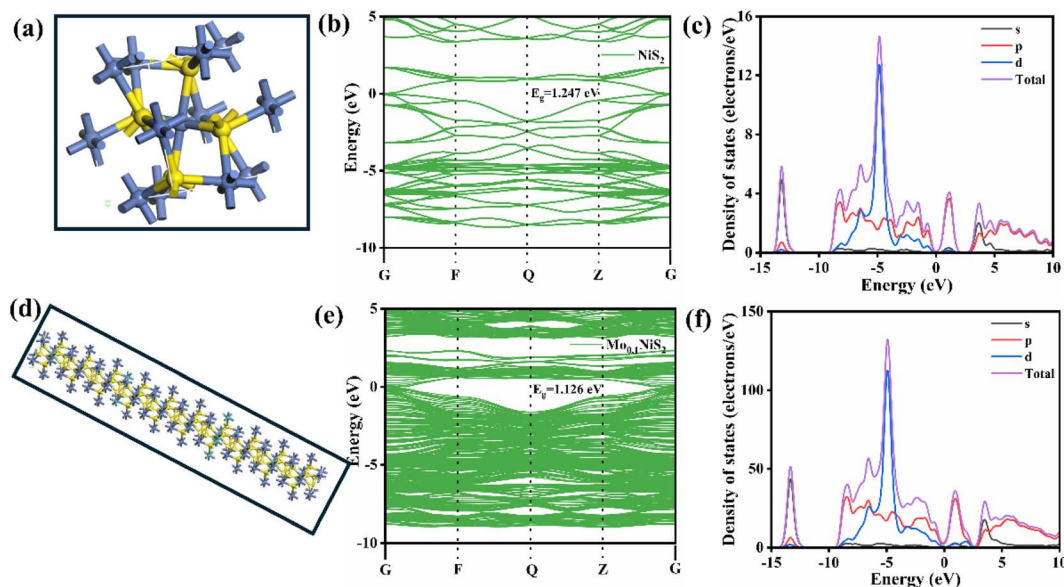 (a)
(b)
5
0
-5
-10
Energy (eV)
NiS2
Eg=1.247 eV
G F Q Z G
(c)
16
12
8
4
0
Density of states (electrons/eV)
s
p
d
Total
-15 -10 -5 0 5 10
Energy (eV)
(d)
(e)
5
0
-5
-10
Energy (eV)
Mo0.1NiS2
Eg=1.126 eV
G F Q Z G
(f)
150
100
50
0
Density of states (electrons/eV)
s
p
d
Total
-15 -10 -5 0 5 10
Energy (eV)